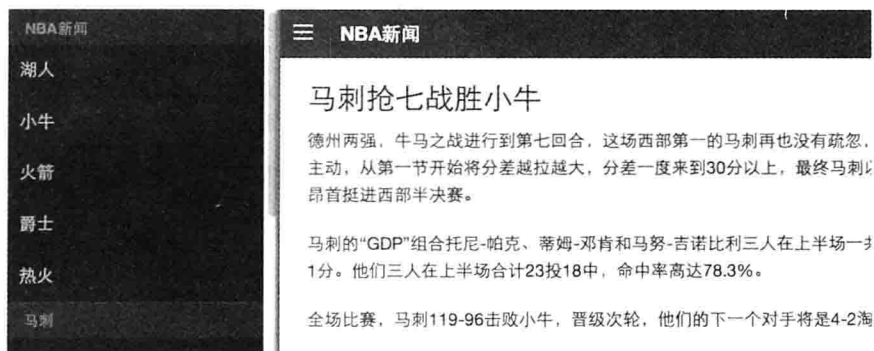 NBA新闻
湖人
小牛
火箭
爵士
热火
马刺
NBA新闻
马刺抢七战胜小牛
德州两强，牛马之战进行到第七回合，这场西部第一的马刺再也没有疏忽，
主动，从第一节开始将分差越拉越大，分差一度来到30分以上，最终马刺
昂首挺进西部半决赛。
马刺的“GDP”组合托尼-帕克、蒂姆-邓肯和马努-吉诺比利三人在上半场一
1分。他们三人在上半场合计23投18中，命中率高达78.3%。
全场比赛，马刺119-96击败小牛，晋级次轮，他们的下一个对手将是4-2淘